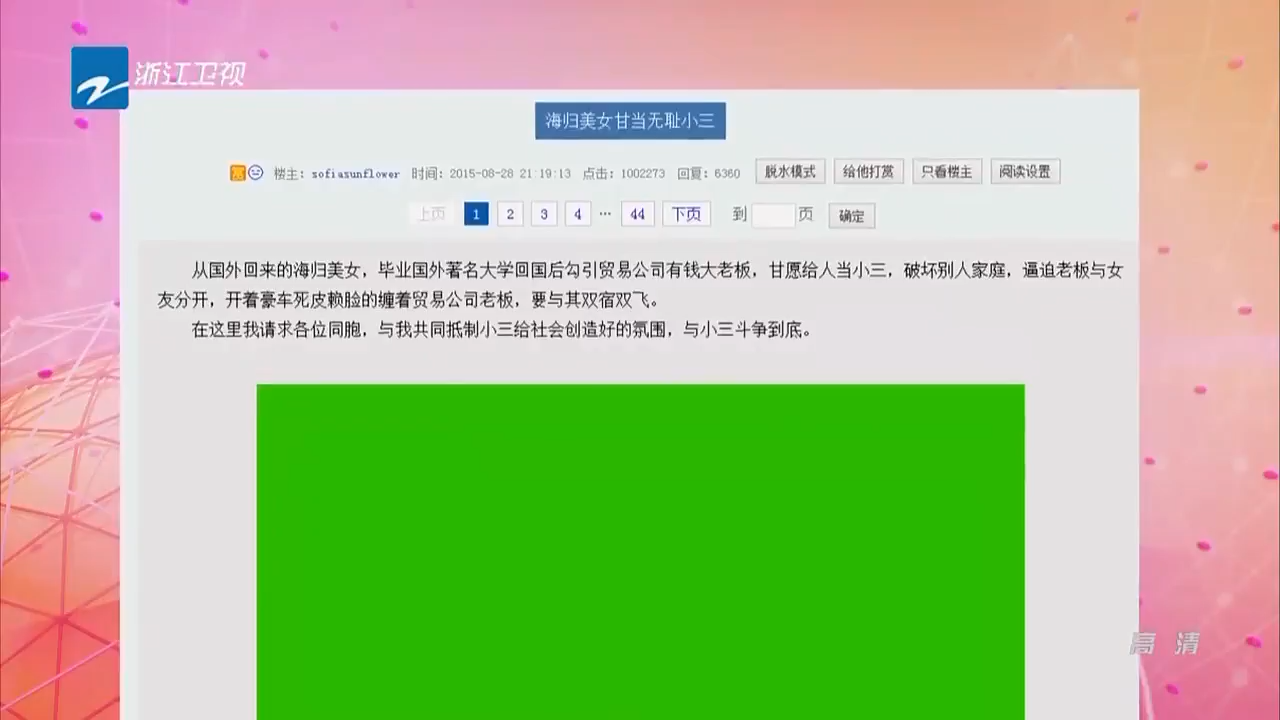 浙江卫视
海归美女甘当无耻小三
楼主：sofiasunflower 时间：2015-08-28 21:19:13 点击：1002273 回复：6360 脱水模式 给他打赏 只看楼主 阅读设置
上页 1 2 3 4 … 44 下页 到 页 确定
从国外回来的海归美女，毕业国外著名大学回国后勾引贸易公司有钱大老板，甘愿给人当小三，破坏别人家庭，逼迫老板与女
友分开，开着豪车死皮赖脸的缠着贸易公司老板，要与其双宿双飞。
在这里我请求各位同胞，与我共同抵制小三给社会创造好的氛围，与小三斗争到底。
高清